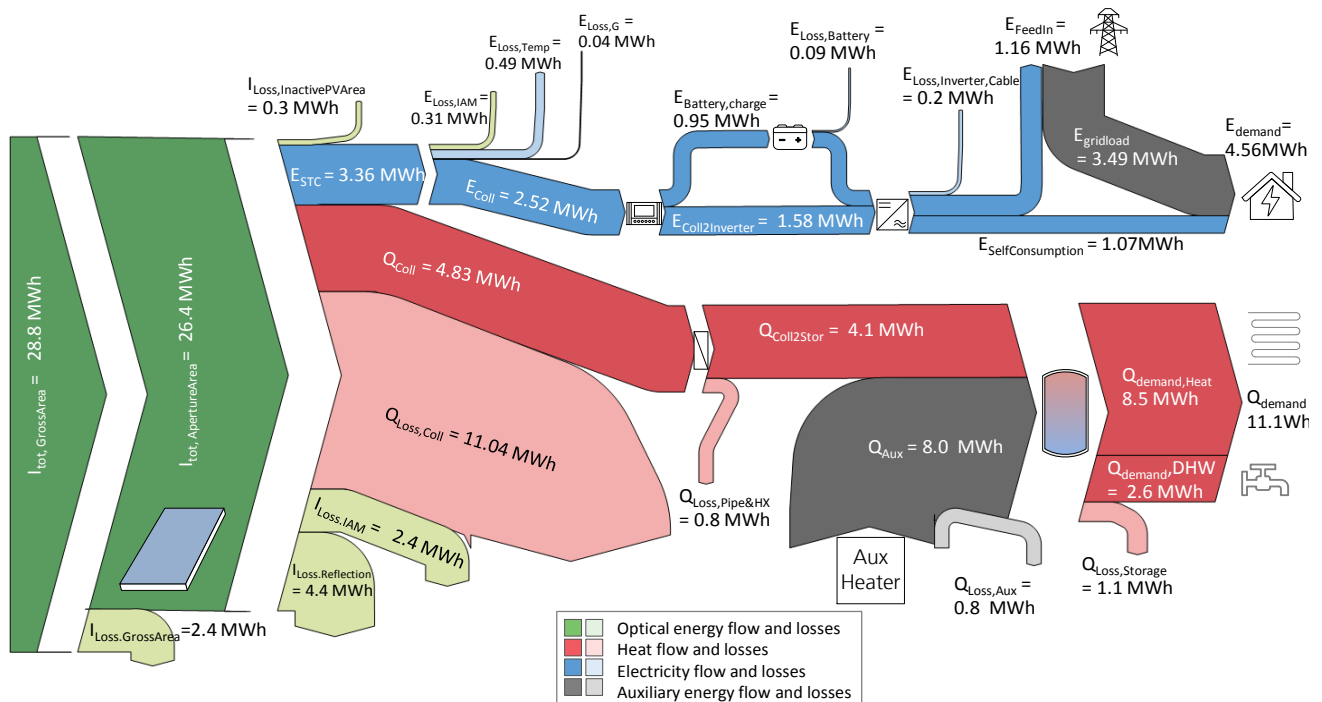 E_Loss,G =
0.04 MWh
E_Loss,Temp =
0.49 MWh
E_Loss,Battery =
0.09 MWh
E_FeedIn =
1.16 MWh
I_Loss,InactivePVArea
= 0.3 MWh
E_Loss,IAM =
0.31 MWh
E_Battery,charge =
0.95 MWh
E_Loss,Inverter,Cable
= 0.2 MWh
E_gridload
= 3.49 MWh
E_demand=
4.56MWh
E_STC = 3.36 MWh
E_Coll = 2.52 MWh
E_Coll2Inverter = 1.58 MWh
E_SelfConsumption = 1.07MWh
I_tot, GrossArea = 28.8 MWh
I_tot, ApertureArea = 26.4 MWh
Q_Coll = 4.83 MWh
Q_Coll2Stor = 4.1 MWh
Q_demand,Heat
8.5 MWh
Q_demand
11.1Wh
Q_Loss,Coll = 11.04 MWh
Q_Aux = 8.0 MWh
Q_demand,DHW
= 2.6 MWh
Q_Loss,Pipe&HX
= 0.8 MWh
I_Loss.IAM = 2.4 MWh
I_Loss.Reflection
= 4.4 MWh
Aux
Heater
Q_Loss,Aux =
0.8 MWh
Q_Loss,Storage
= 1.1 MWh
I_Loss.GrossArea =2.4 MWh
Optical energy flow and losses
Heat flow and losses
Electricity flow and losses
Auxiliary energy flow and losses